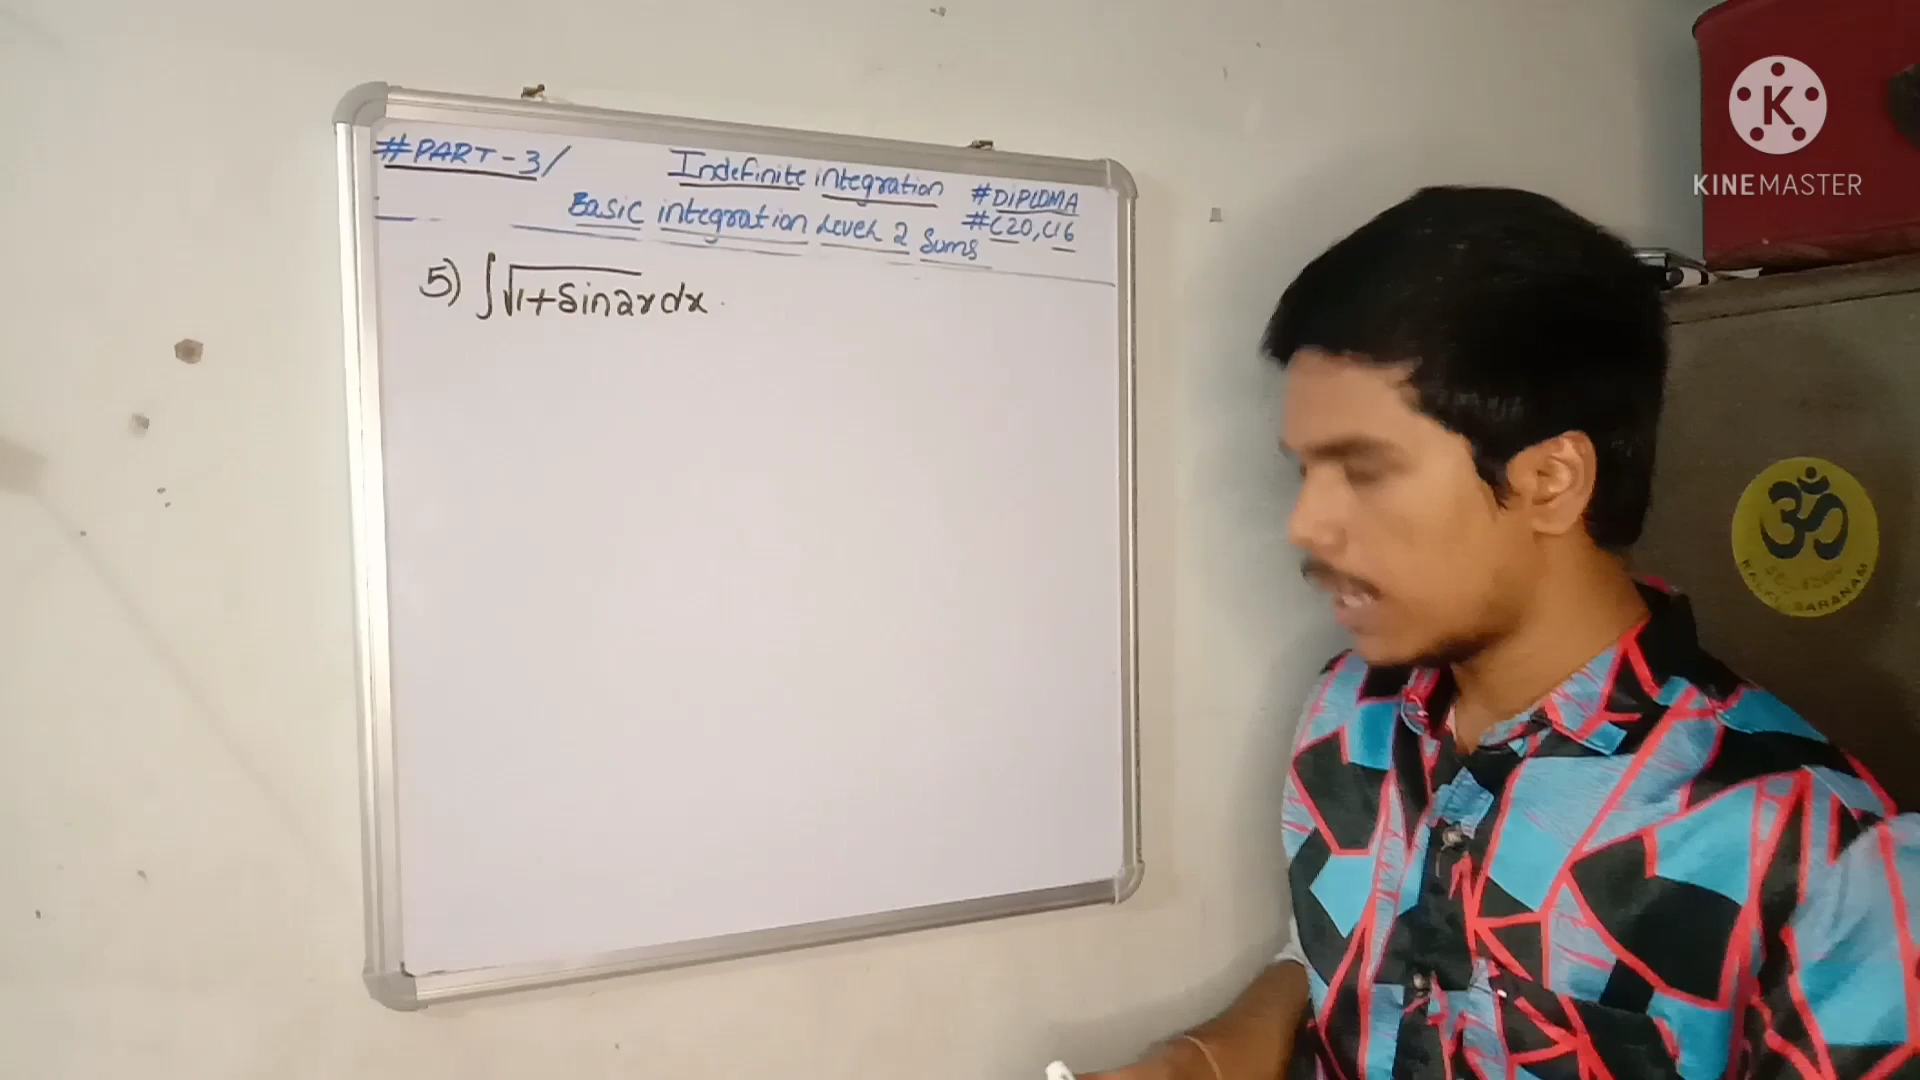 #PART-3/
Indefinite integration
#DIPLOMA
Basic integration Level 2 Sums
#C20, C16
5) ∫√1+Sin2x dx
K
KINEMASTER
ॐ